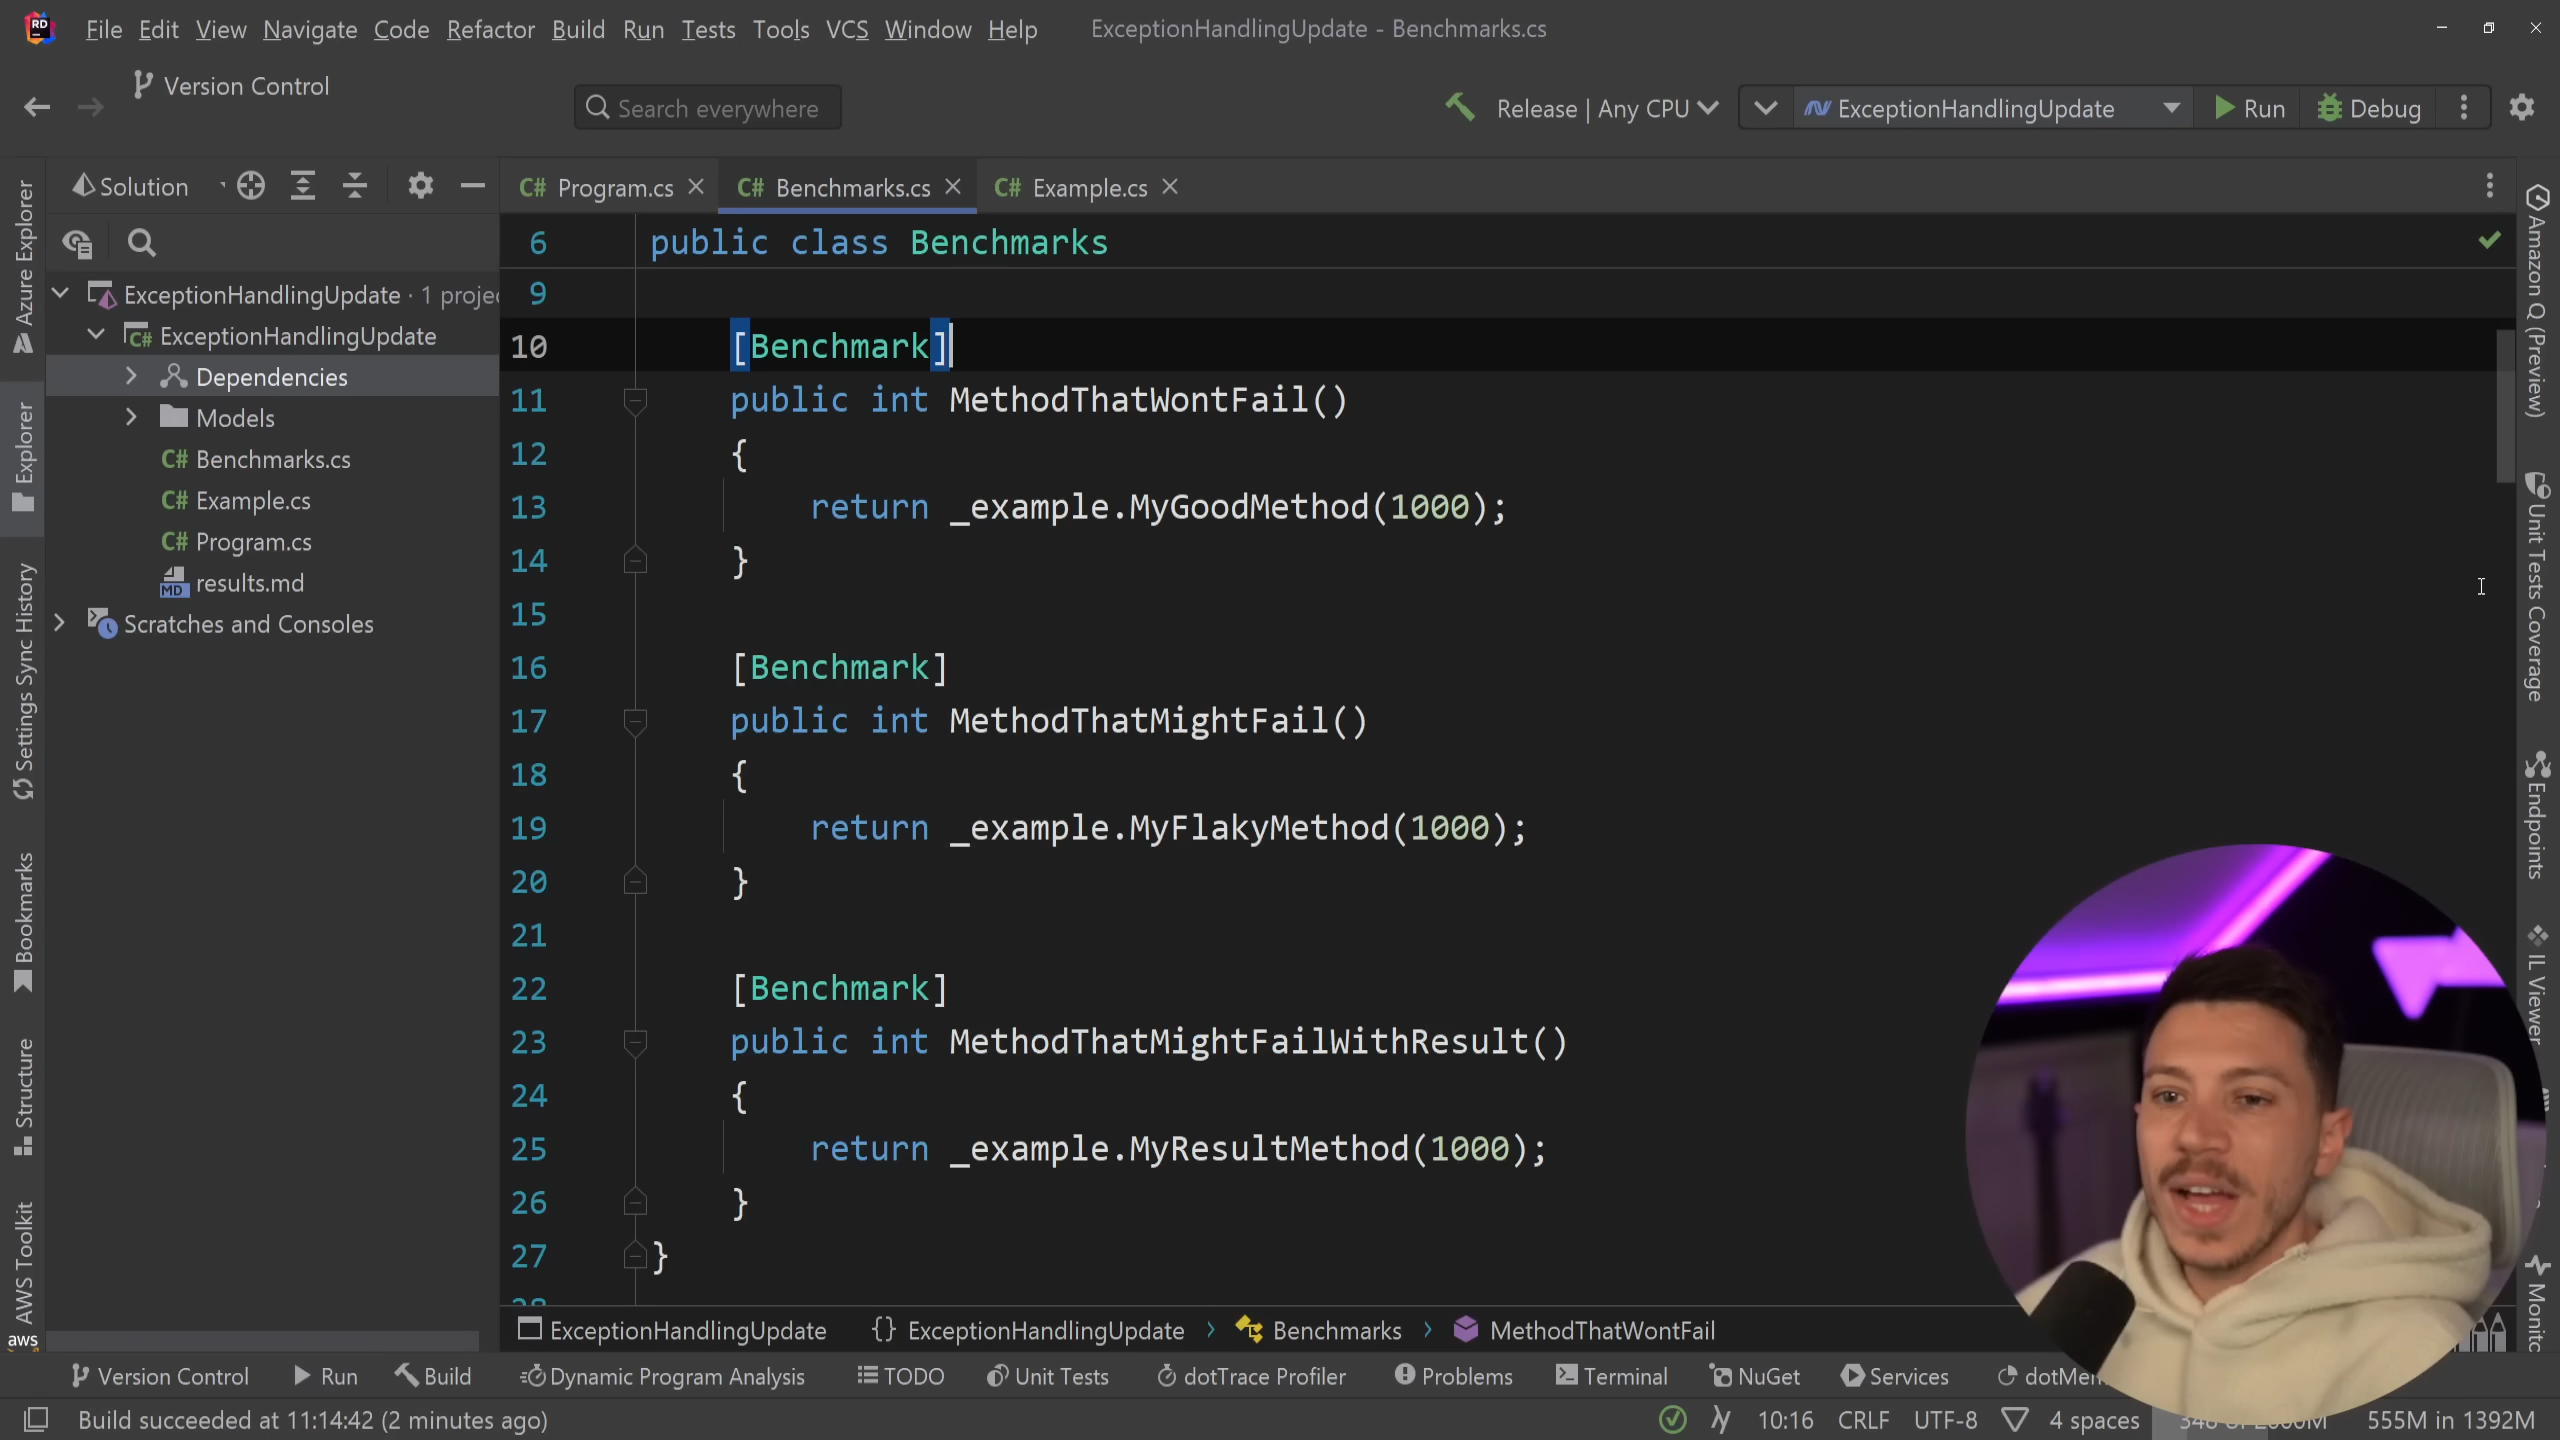 RD File Edit View Navigate Code Refactor Build Run Tests Tools VCS Window Help ExceptionHandlingUpdate - Benchmarks.cs
Version Control
Search everywhere
Release | Any CPU
ExceptionHandlingUpdate
Run
Debug
Solution
C# Program.cs
C# Benchmarks.cs
C# Example.cs
ExceptionHandlingUpdate · 1 projec
C# ExceptionHandlingUpdate
Dependencies
Models
C# Benchmarks.cs
C# Example.cs
C# Program.cs
MD results.md
Scratches and Consoles
Azure Explorer
Explorer
Settings Sync History
Bookmarks
Structure
AWS Toolkit
aws
6 public class Benchmarks
9
10 [Benchmark]
11 public int MethodThatWontFail()
12 {
13 return _example.MyGoodMethod(1000);
14 }
15
16 [Benchmark]
17 public int MethodThatMightFail()
18 {
19 return _example.MyFlakyMethod(1000);
20 }
21
22 [Benchmark]
23 public int MethodThatMightFailWithResult()
24 {
25 return _example.MyResultMethod(1000);
26 }
27 }
28
Amazon Q (Preview)
Unit Tests Coverage
Endpoints
IL Viewer
Monito
ExceptionHandlingUpdate {} ExceptionHandlingUpdate › Benchmarks › MethodThatWontFail
Version Control Run Build Dynamic Program Analysis TODO Unit Tests dotTrace Profiler Problems Terminal NuGet Services dotMem
Build succeeded at 11:14:42 (2 minutes ago)
10:16 CRLF UTF-8 4 spaces
555M in 1392M